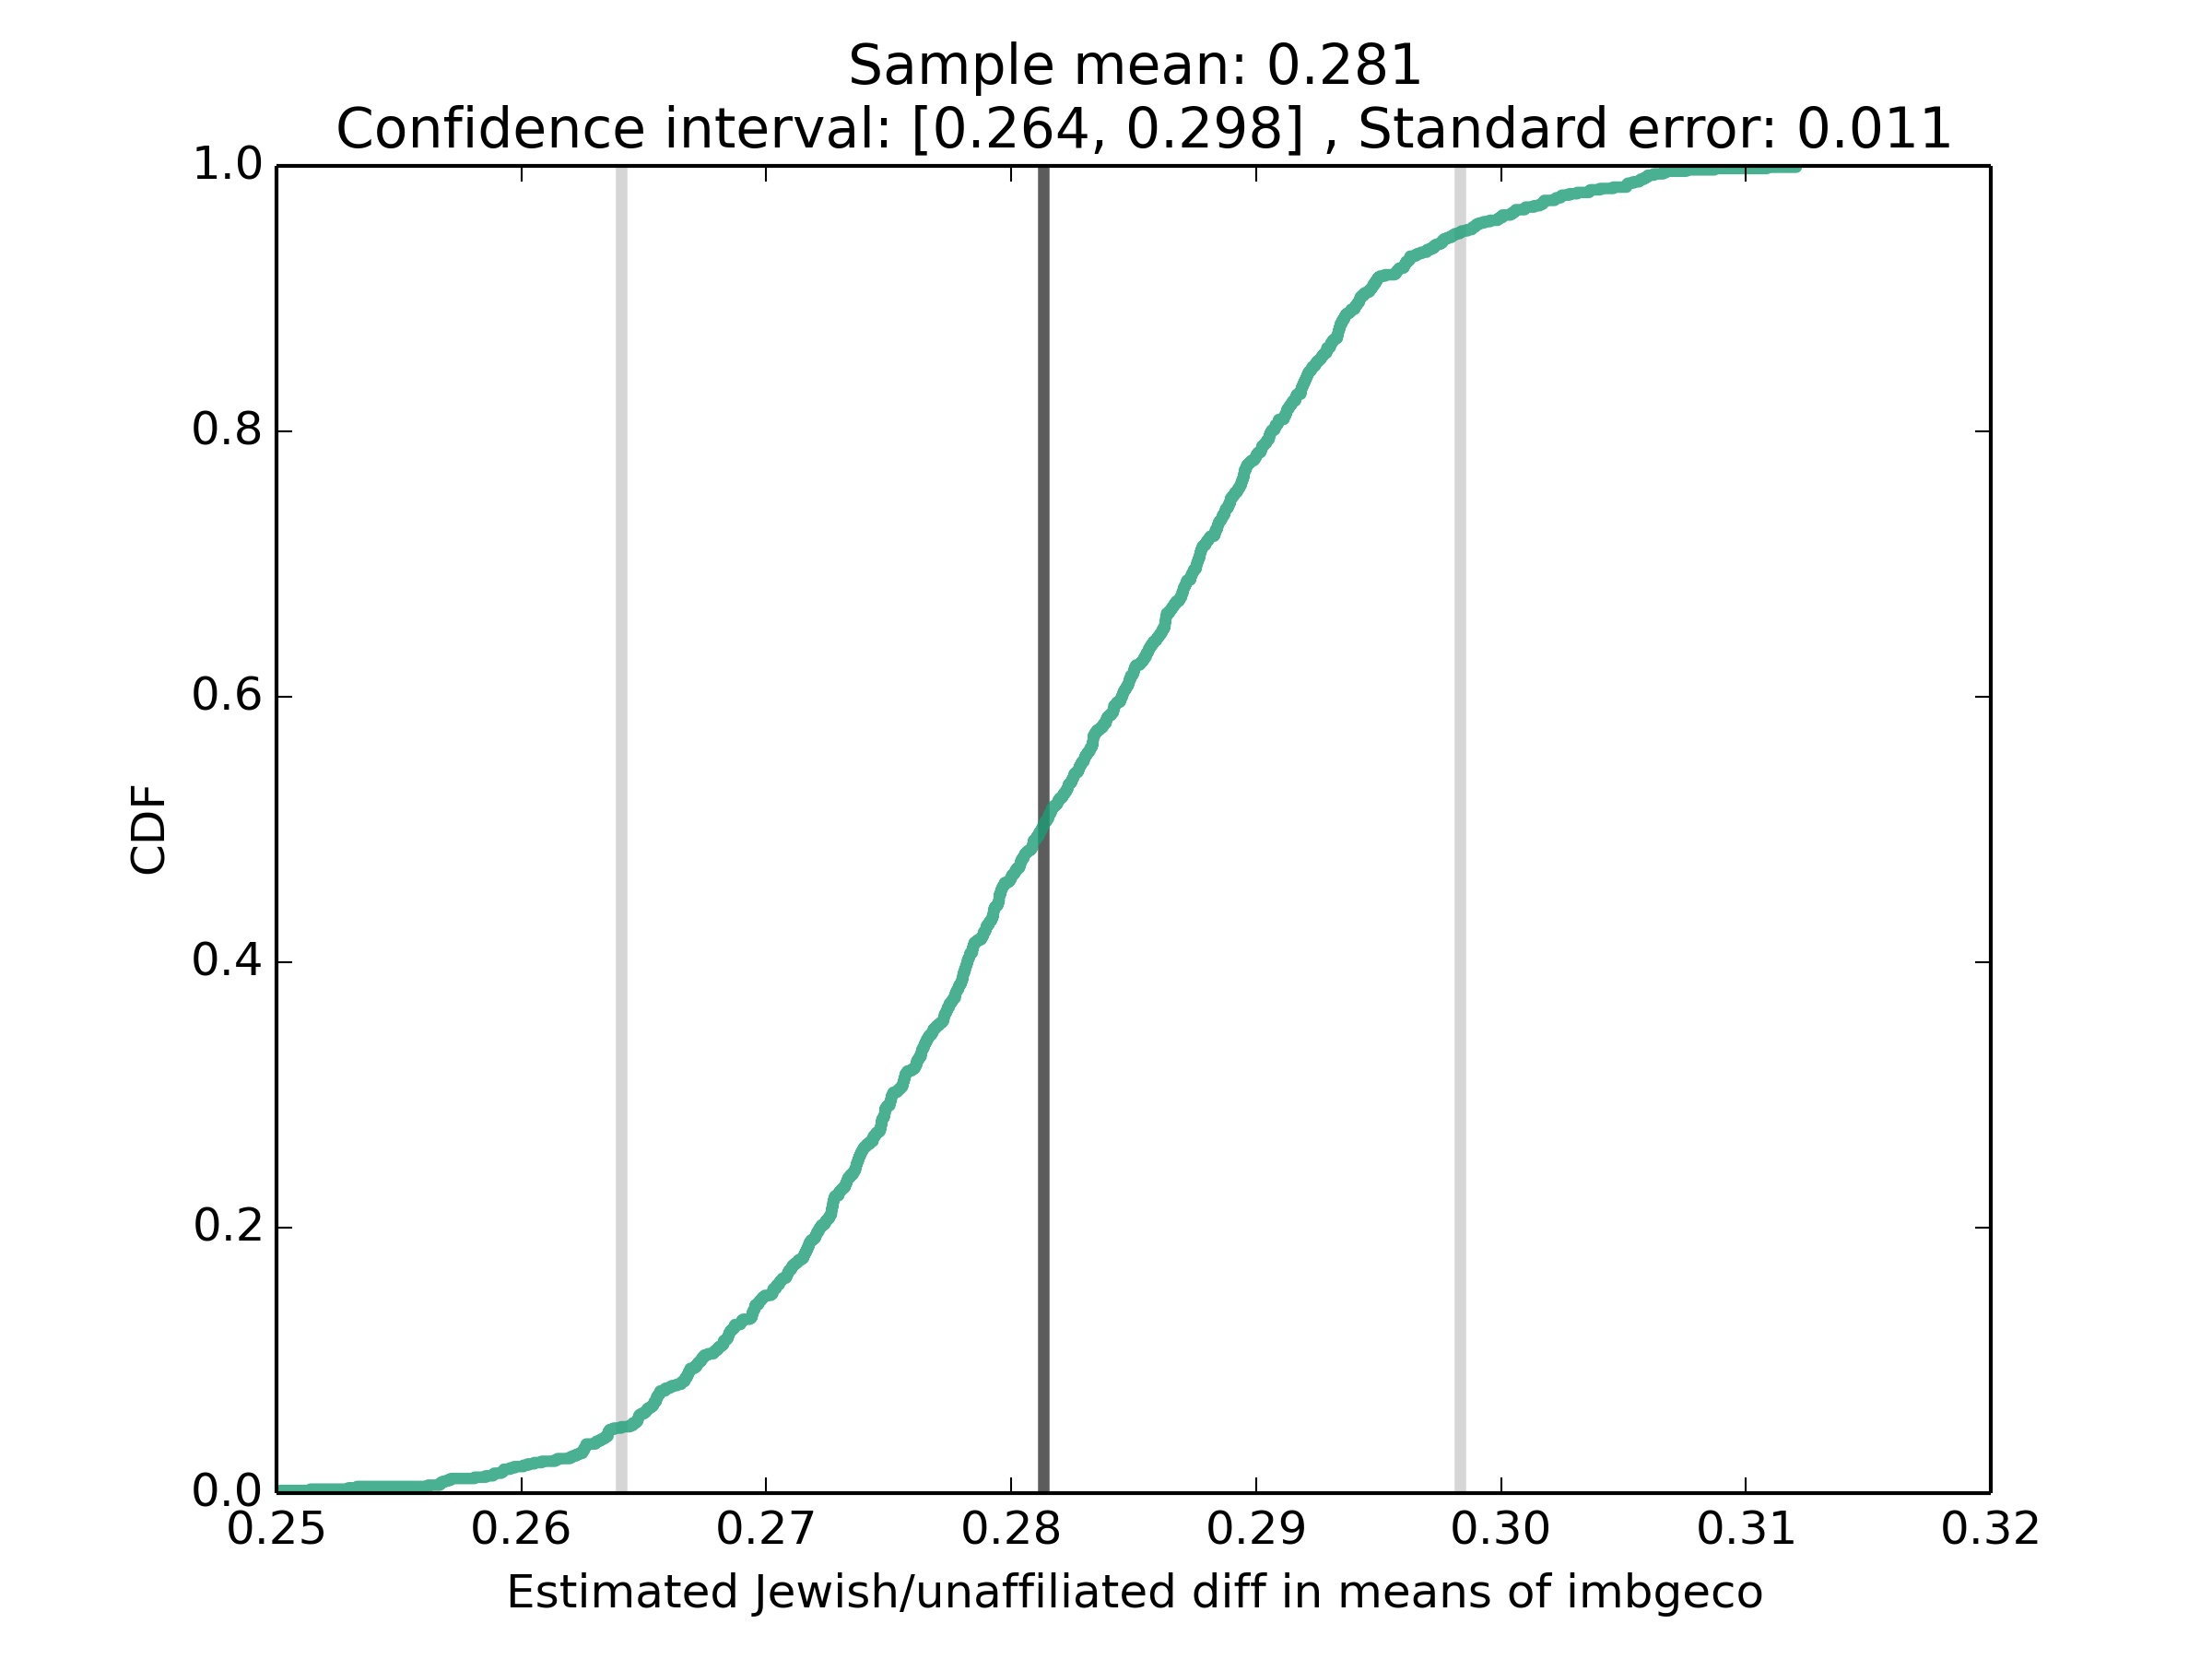 Sample mean: 0.281
Confidence interval: [0.264, 0.298] , Standard error: 0.011
1.0
0.8
0.6
0.4
0.2
0.0
CDF
0.25 0.26 0.27 0.28 0.29 0.30 0.31 0.32
Estimated Jewish/unaffiliated diff in means of imbgeco